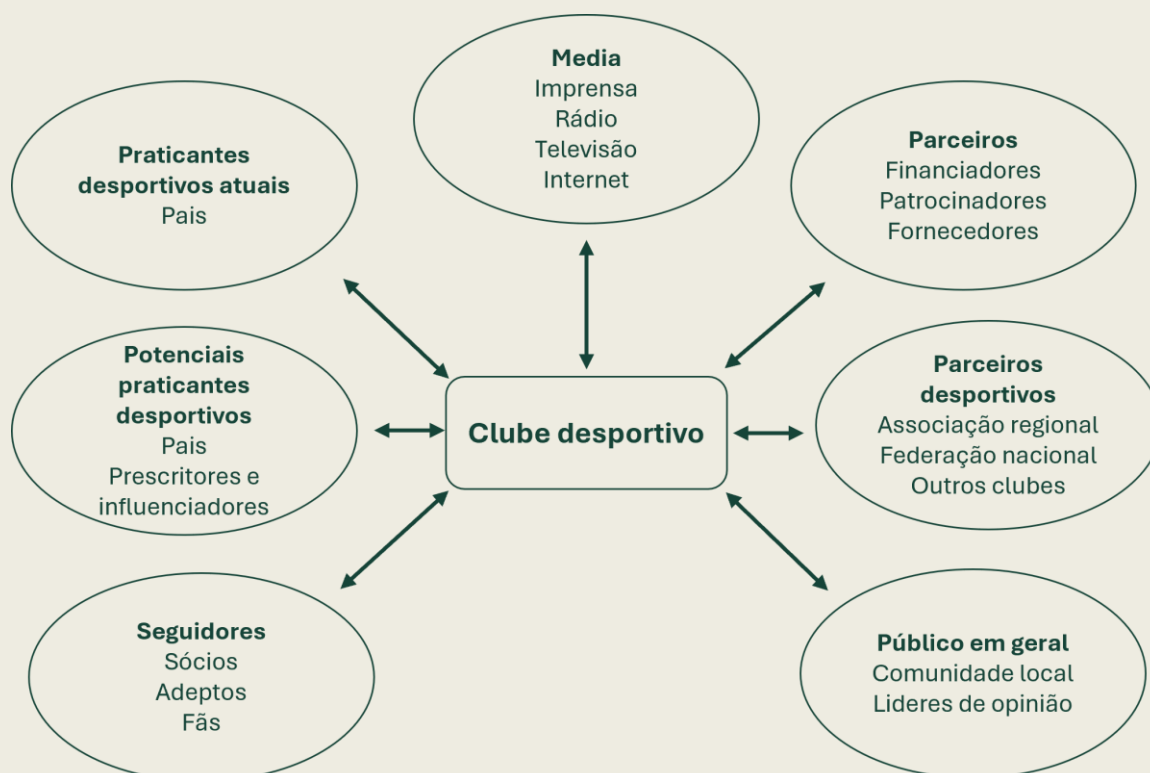 Media
Imprensa
Rádio
Televisão
Internet
Praticantes
desportivos atuais
Pais
Parceiros
Financiadores
Patrocinadores
Fornecedores
Potenciais
praticantes
desportivos
Pais
Prescritores e
influenciadores
Clube desportivo
Parceiros
desportivos
Associação regional
Federação nacional
Outros clubes
Seguidores
Sócios
Adeptos
Fãs
Público em geral
Comunidade local
Lideres de opinião